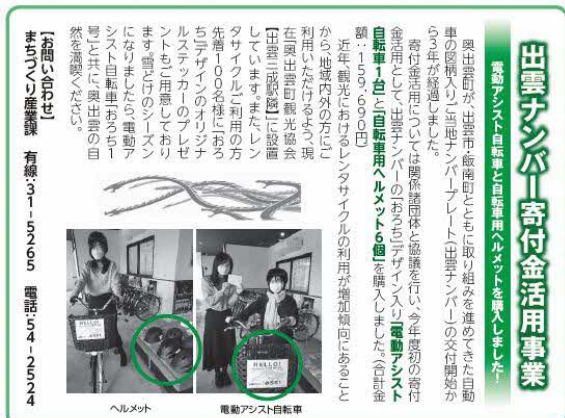 出雲ナンバー寄付金活用事業
電動アシスト自転車と自転車用ヘルメットを購入しました！
奥出雲町が、出雲市・飯南町とともに取り組みを進めてきた自動
車の図柄入りご当地ナンバープレート（出雲ナンバー）の交付開始か
ら3年が経過しました。
寄付金活用については関係諸団体と協議を行い、今年度初の寄付
金活用として、出雲ナンバーの「おろち」デザイン入り【電動アシスト
自転車1台】と【自転車用ヘルメット6個】を購入しました。（合計金
額：159,690円）
近年、観光におけるレンタサイクルの利用が増加傾向にあること
から、地域内外の方にご
利用いただけるよう、現
在「奥出雲町観光協会
【出雲三成駅隣】」に設置
しています。また、レン
タサイクルご利用の方
先着100名様に「おろ
ち」デザインのオリジナ
ルステッカーのプレゼ
ントもご用意しており
ます。雪どけのシーズン
になりましたら、電動ア
シスト自転車「おろち1
号」と共に、奥出雲の自
然を満喫ください。
【お問い合わせ】
まちづくり産業課 有線：31-5265 電話：54-2524
HELLO!
HELLO!
ヘルメット
電動アシスト自転車